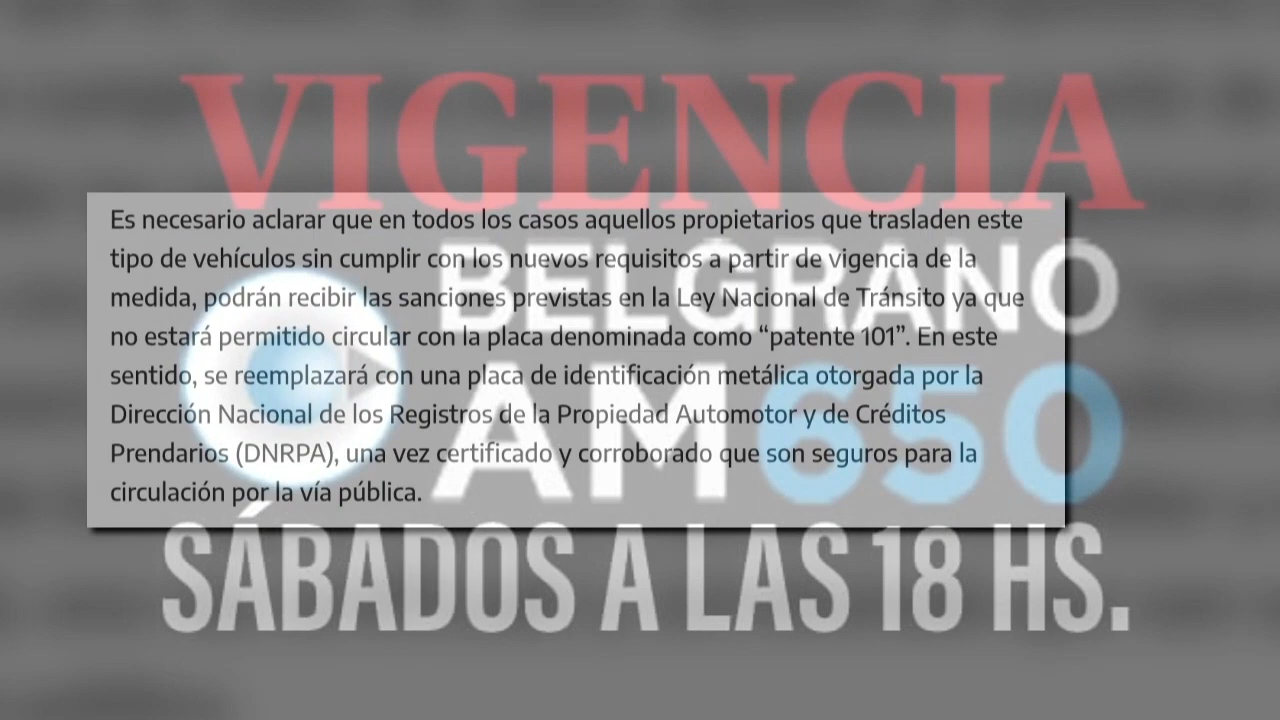 VIGENCIA
Es necesario aclarar que en todos los casos aquellos propietarios que trasladen este
tipo de vehículos sin cumplir con los nuevos requisitos a partir de vigencia de la
medida, podrán recibir las sanciones previstas en la Ley Nacional de Tránsito ya que
no estará permitido circular con la placa denominada como “patente 101”. En este
sentido, se reemplazará con una placa de identificación metálica otorgada por la
Dirección Nacional de los Registros de la Propiedad Automotor y de Créditos
Prendarios (DNRPA), una vez certificado y corroborado que son seguros para la
circulación por la vía pública.
BELGRANO
AM650
SÁBADOS A LAS 18 HS.